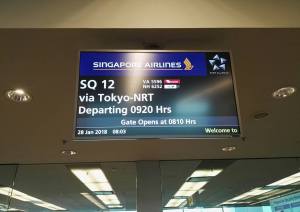 SINGAPORE AIRLINES
SQ 12
VA 5596
NH 6252
via Tokyo-NRT
Departing 0920 Hrs
Gate Opens at 0810 Hrs
28 Jan 2018 08:03
Welcome to